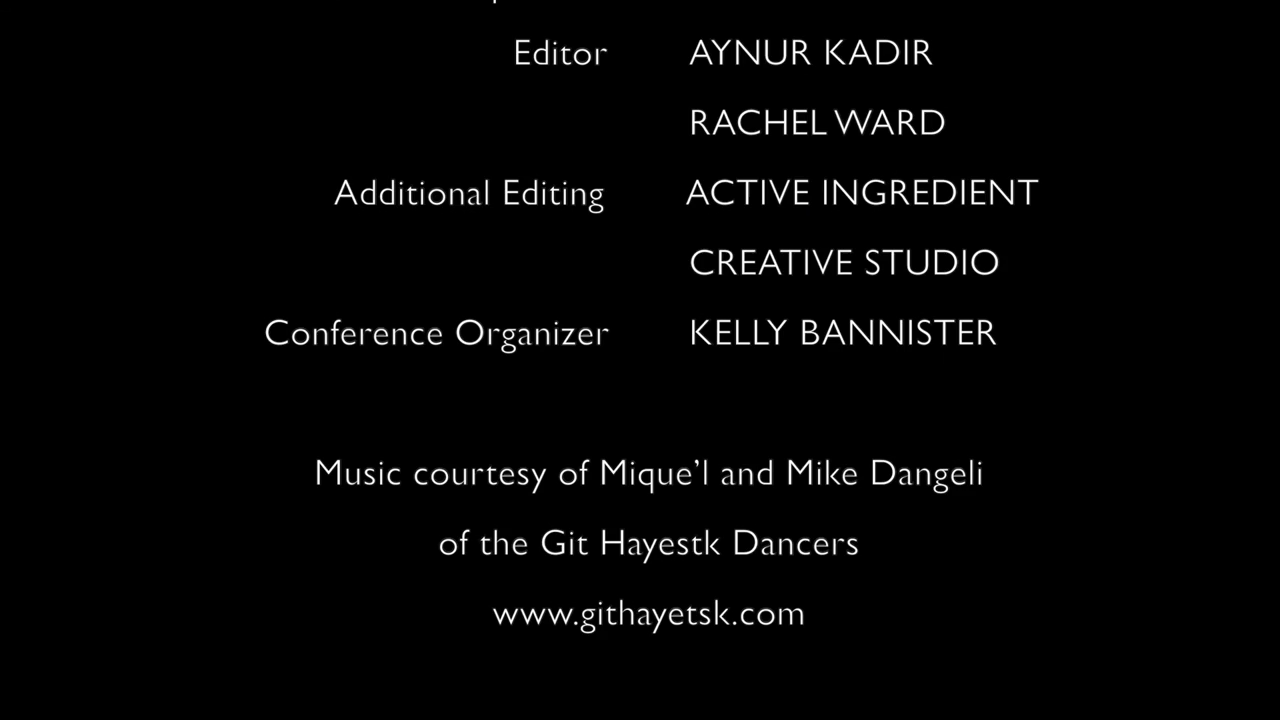 Editor AYNUR KADIR
RACHEL WARD
Additional Editing ACTIVE INGREDIENT
CREATIVE STUDIO
Conference Organizer KELLY BANNISTER
Music courtesy of Mique’l and Mike Dangeli
of the Git Hayestk Dancers
www.githayetsk.com